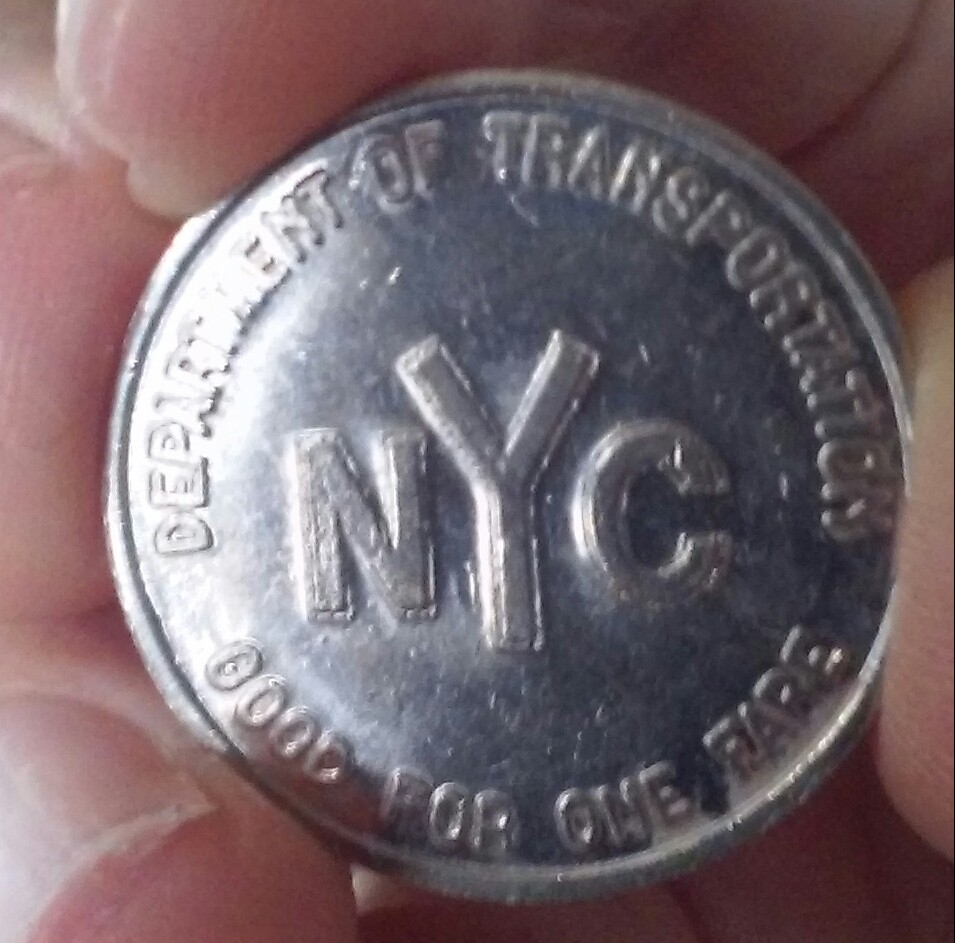 DEPARTMENT OF TRANSPORTATION
NYC
GOOD FOR ONE FARE